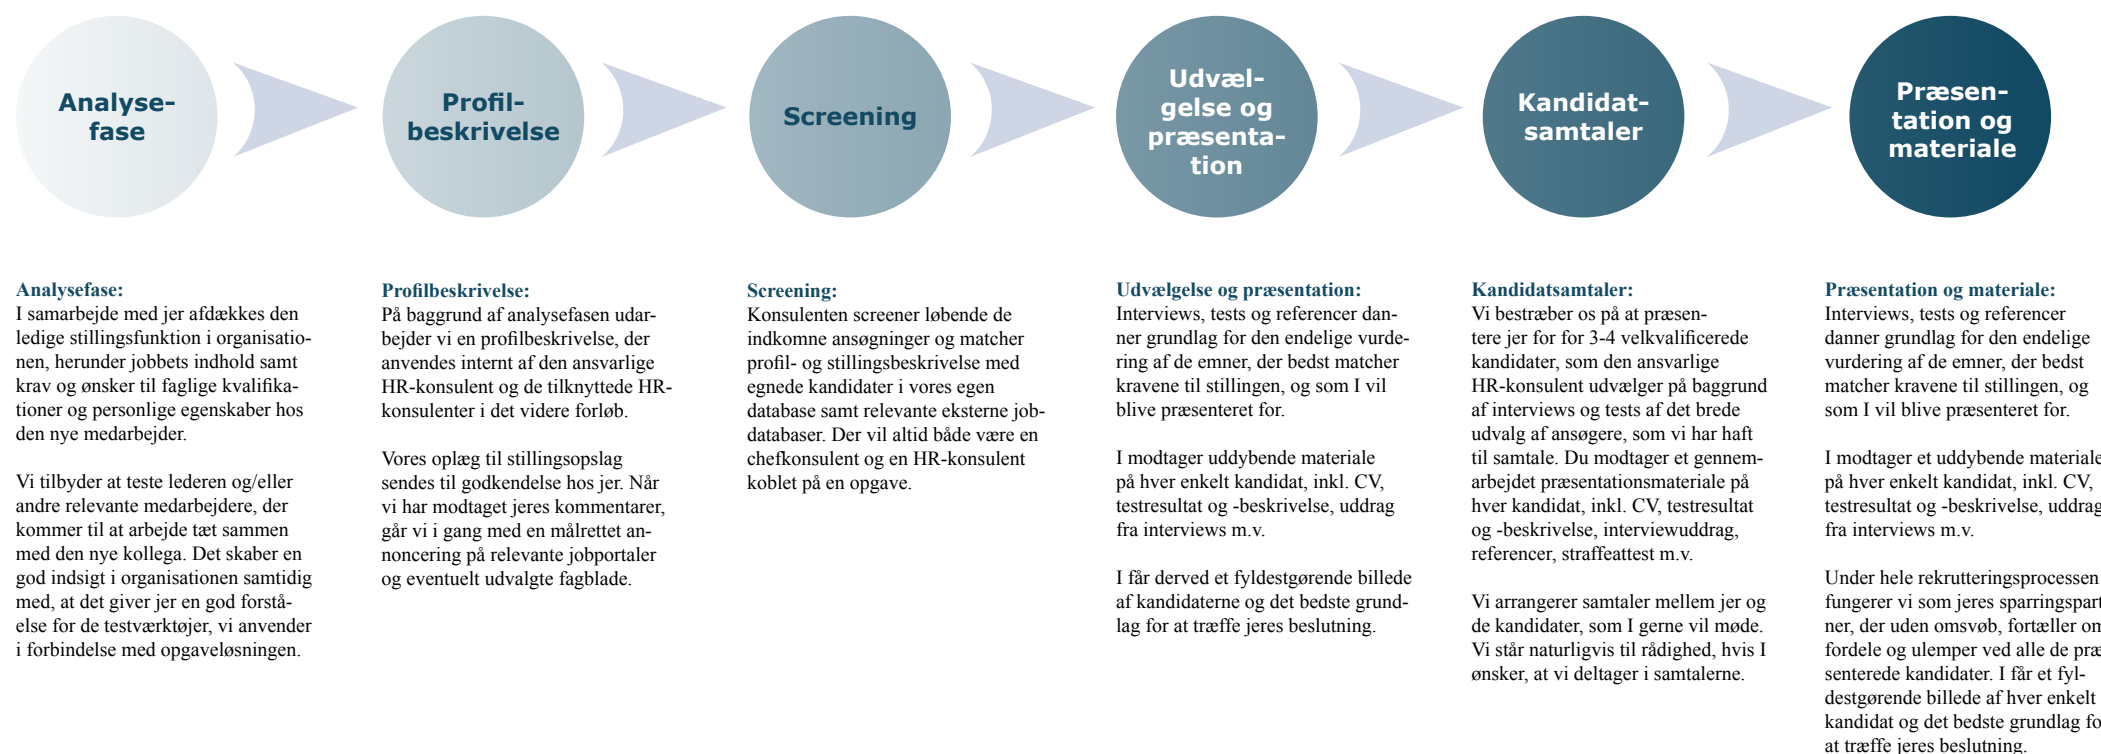 Analyse-
fase
Profil-
beskrivelse
Screening
Udvæl-
gelse og
præsenta-
tion
Kandidat-
samtaler
Præsen-
tation og
materiale
Analysefase:
I samarbejde med jer afdækkes den
ledige stillingsfunktion i organisatio-
nen, herunder jobbets indhold samt
krav og ønsker til faglige kvalifika-
tioner og personlige egenskaber hos
den nye medarbejder.
Vi tilbyder at teste lederen og/eller
andre relevante medarbejdere, der
kommer til at arbejde tæt sammen
med den nye kollega. Det skaber en
god indsigt i organisationen samtidig
med, at det giver jer en god forstå-
else for de testværktøjer, vi anvender
i forbindelse med opgaveløsningen.
Profilbeskrivelse:
På baggrund af analysefasen udar-
bejder vi en profilbeskrivelse, der
anvendes internt af den ansvarlige
HR-konsulent og de tilknyttede HR-
konsulenter i det videre forløb.
Vores oplæg til stillingsopslag
sendes til godkendelse hos jer. Når
vi har modtaget jeres kommentarer,
går vi i gang med en målrettet an-
noncering på relevante jobportaler
og eventuelt udvalgte fagblade.
Screening:
Konsulenten screener løbende de
indkomne ansøgninger og matcher
profil- og stillingsbeskrivelse med
egnede kandidater i vores egen
database samt relevante eksterne job-
databaser. Der vil altid både være en
chefkonsulent og en HR-konsulent
koblet på en opgave.
Udvælgelse og præsentation:
Interviews, tests og referencer dan-
ner grundlag for den endelige vurde-
ring af de emner, der bedst matcher
kravene til stillingen, og som I vil
blive præsenteret for.
I modtager uddybende materiale
på hver enkelt kandidat, inkl. CV,
testresultat og -beskrivelse, uddrag
fra interviews m.v.
I får derved et fyldestgørende billede
af kandidaterne og det bedste grund-
lag for at træffe jeres beslutning.
Kandidatsamtaler:
Vi bestræber os på at præsen-
tere jer for for 3-4 velkvalificerede
kandidater, som den ansvarlige
HR-konsulent udvælger på baggrund
af interviews og tests af det brede
udvalg af ansøgere, som vi har haft
til samtale. Du modtager et gennem-
arbejdet præsentationsmateriale på
hver kandidat, inkl. CV, testresultat
og -beskrivelse, interviewuddrag,
referencer, straffeattest m.v.
Vi arrangerer samtaler mellem jer og
de kandidater, som I gerne vil møde.
Vi står naturligvis til rådighed, hvis I
ønsker, at vi deltager i samtalerne.
Præsentation og materiale:
Interviews, tests og referencer
danner grundlag for den endelige
vurdering af de emner, der bedst
matcher kravene til stillingen, og
som I vil blive præsenteret for.
I modtager et uddybende materiale
på hver enkelt kandidat, inkl. CV,
testresultat og -beskrivelse, uddrag
fra interviews m.v.
Under hele rekrutteringsprocessen
fungerer vi som jeres sparringspart
ner, der uden omsvøb, fortæller om
fordele og ulemper ved alle de præ
senterede kandidater. I får et fyl-
destgørende billede af hver enkelt
kandidat og det bedste grundlag fo
at træffe jeres beslutning.